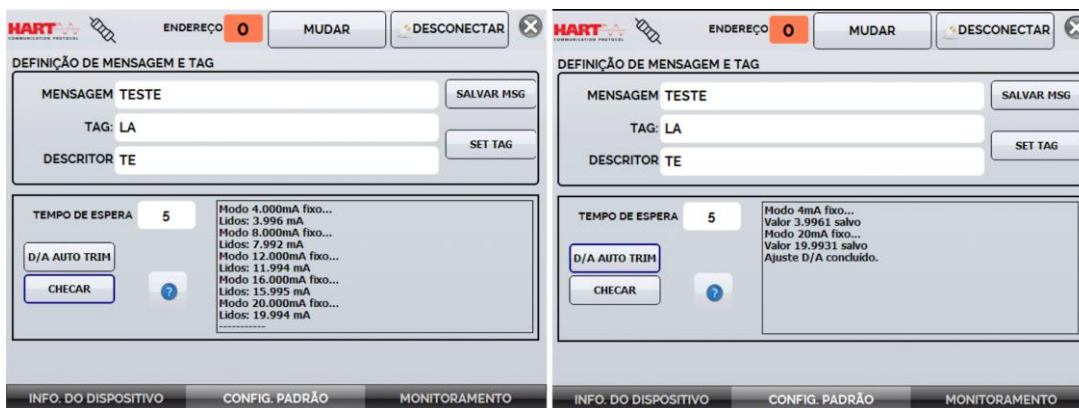 HART
COMMUNICATION PROTOCOL
ENDEREÇO 0 MUDAR DESCONECTAR
DEFINIÇÃO DE MENSAGEM E TAG
MENSAGEM TESTE SALVAR MSG
TAG: LA
SET TAG
DESCRITOR TE
TEMPO DE ESPERA 5
D/A AUTO TRIM
CHECAR
?
Modo 4.000mA fixo...
Lidos: 3.996 mA
Modo 8.000mA fixo...
Lidos: 7.992 mA
Modo 12.000mA fixo...
Lidos: 11.994 mA
Modo 16.000mA fixo...
Lidos: 15.995 mA
Modo 20.000mA fixo...
Lidos: 19.994 mA
-----------
INFO. DO DISPOSITIVO CONFIG. PADRÃO MONITORAMENTO
HART
COMMUNICATION PROTOCOL
ENDEREÇO 0 MUDAR DESCONECTAR
DEFINIÇÃO DE MENSAGEM E TAG
MENSAGEM TESTE SALVAR MSG
TAG: LA
SET TAG
DESCRITOR TE
TEMPO DE ESPERA 5
D/A AUTO TRIM
CHECAR
?
Modo 4mA fixo...
Valor 3.9961 salvo
Modo 20mA fixo...
Valor 19.9931 salvo
Ajuste D/A concluído.
INFO. DO DISPOSITIVO CONFIG. PADRÃO MONITORAMENTO